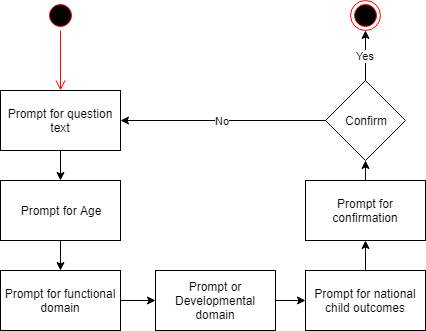 Yes
Prompt for question
text
No
Confirm
Prompt for Age
Prompt for
confirmation
Prompt for functional
domain
Prompt or
Developmental
domain
Prompt for national
child outcomes